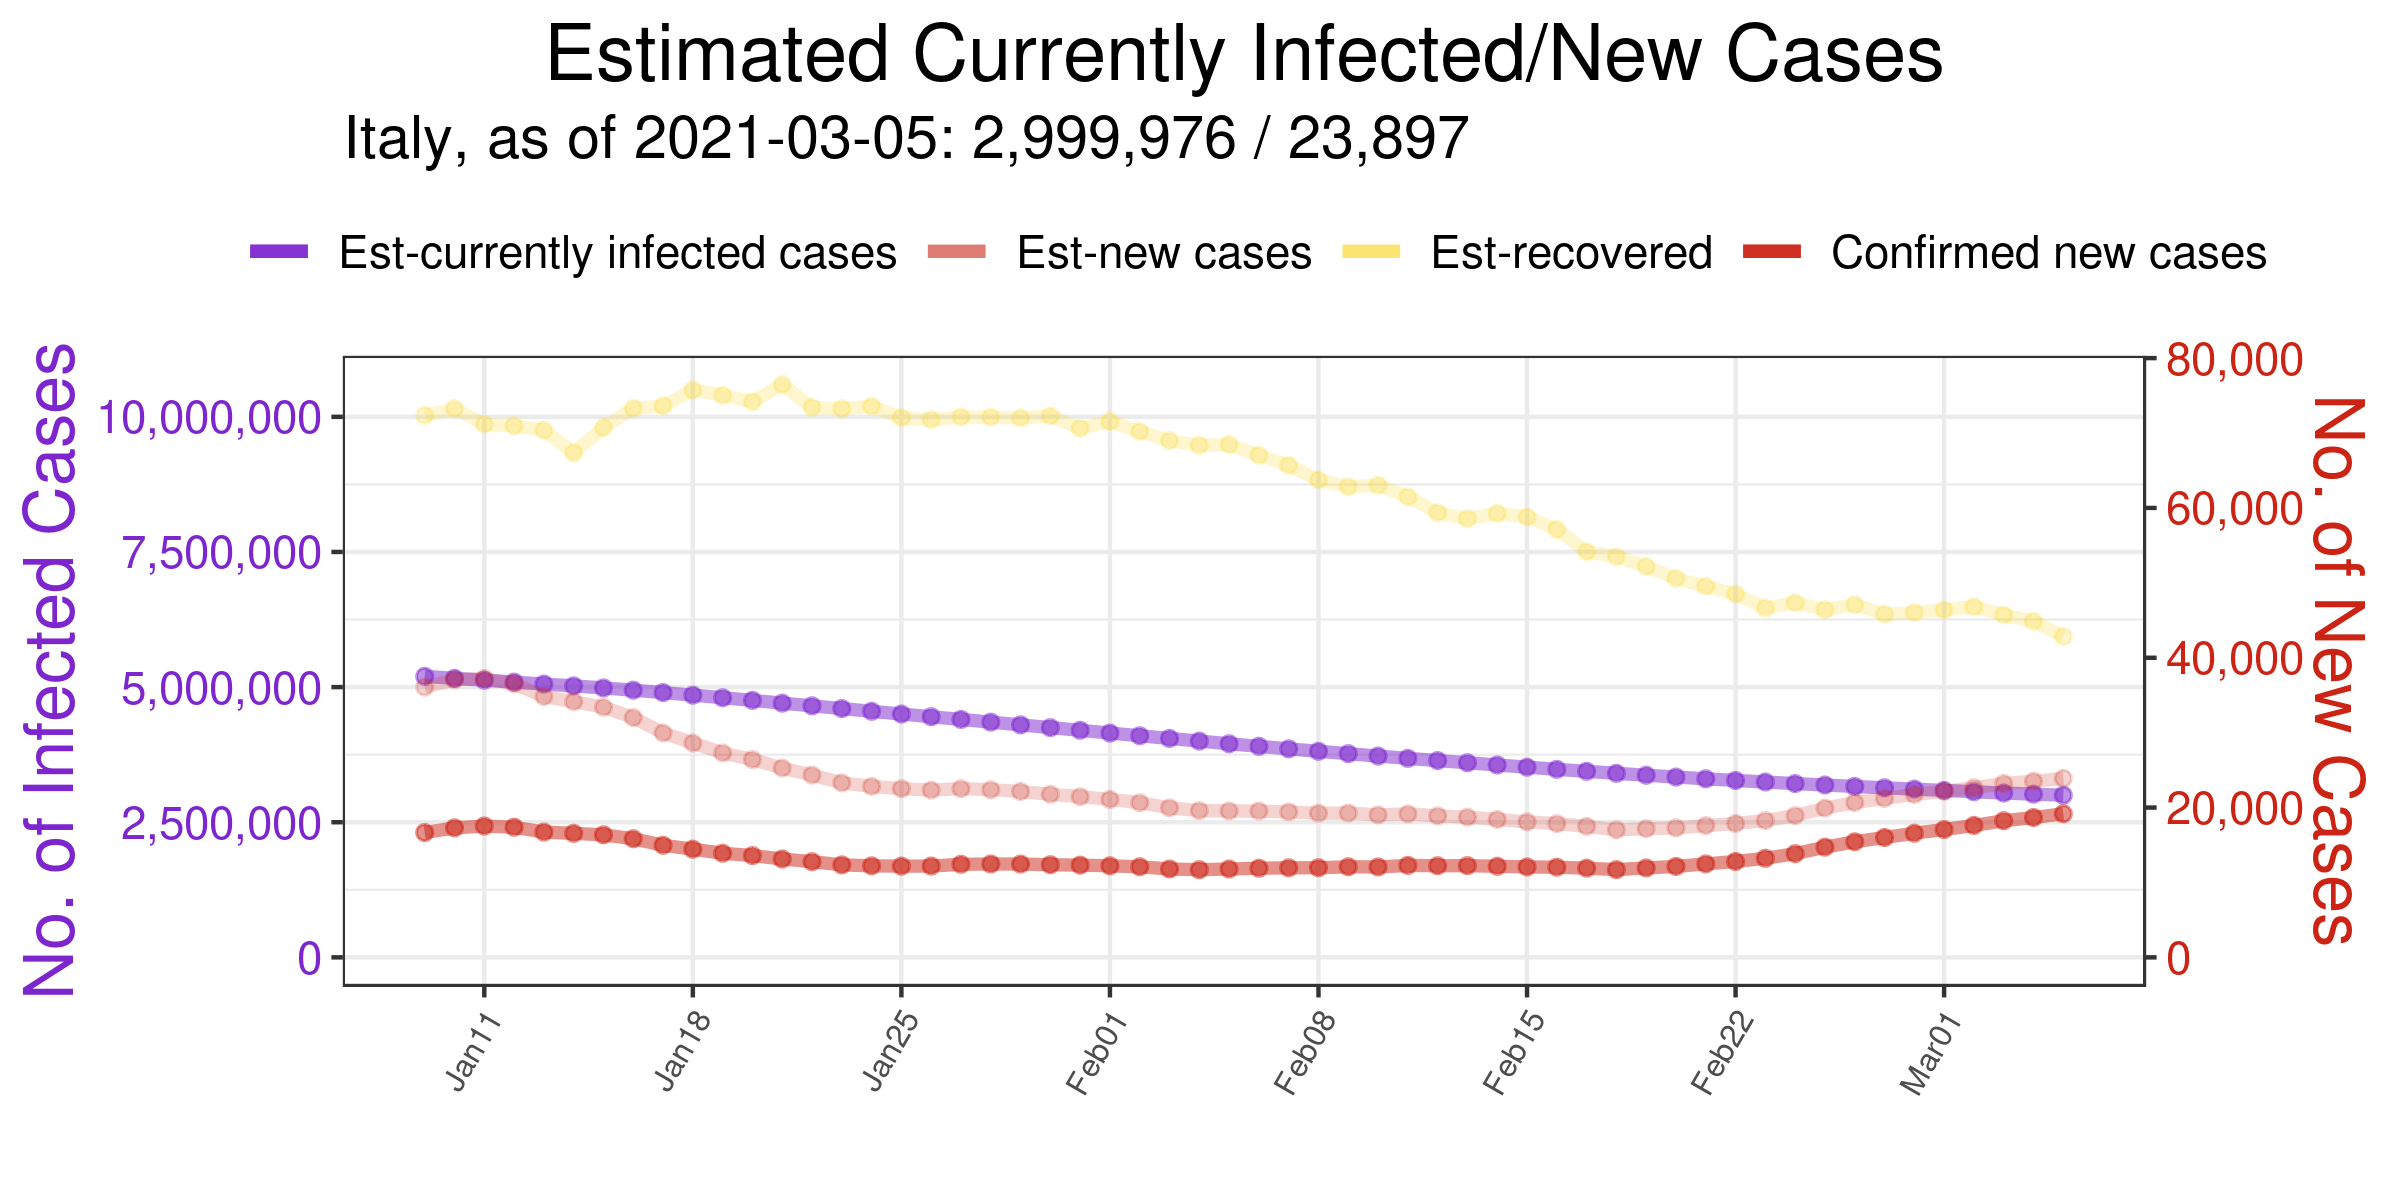 Estimated Currently Infected/New Cases
Italy, as of 2021-03-05: 2,999,976 / 23,897
Est-currently infected cases Est-new cases Est-recovered Confirmed new cases
No. of Infected Cases
10,000,000
7,500,000
5,000,000
2,500,000
0
80,000
60,000
40,000
20,000
0
No. of New Cases
Jan11 Jan18 Jan25 Feb01 Feb08 Feb15 Feb22 Mar01